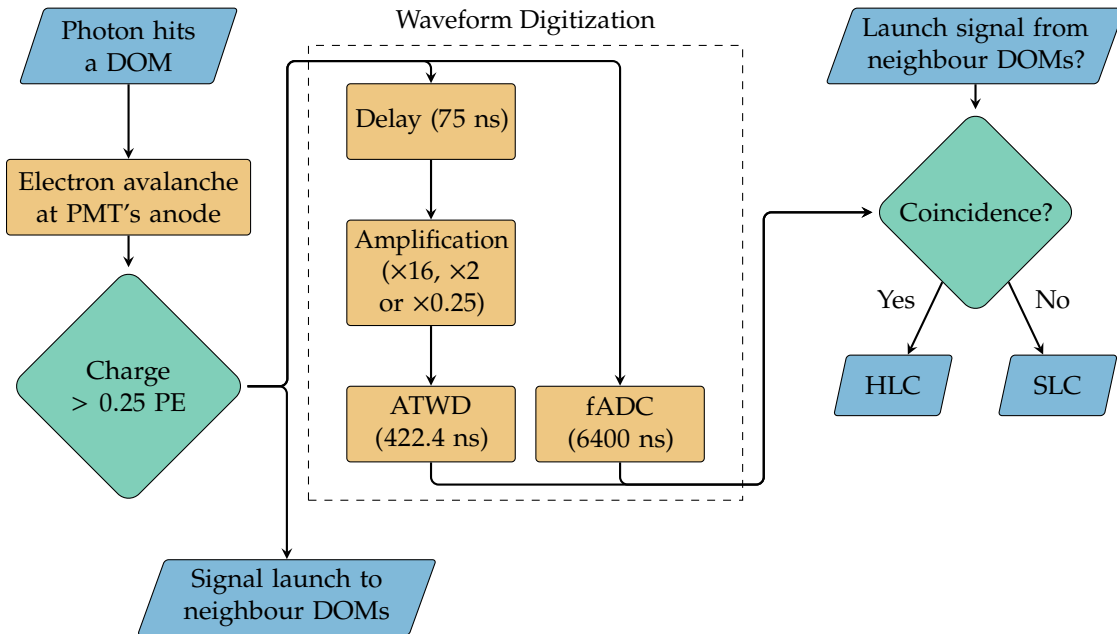 Photon hits
a DOM
Electron avalanche
at PMT's anode
Charge
> 0.25 PE
Signal launch to
neighbour DOMs
Waveform Digitization
Delay (75 ns)
Amplification
(×16, ×2
or ×0.25)
ATWD
(422.4 ns)
fADC
(6400 ns)
Launch signal from
neighbour DOMs?
Coincidence?
Yes
No
HLC
SLC